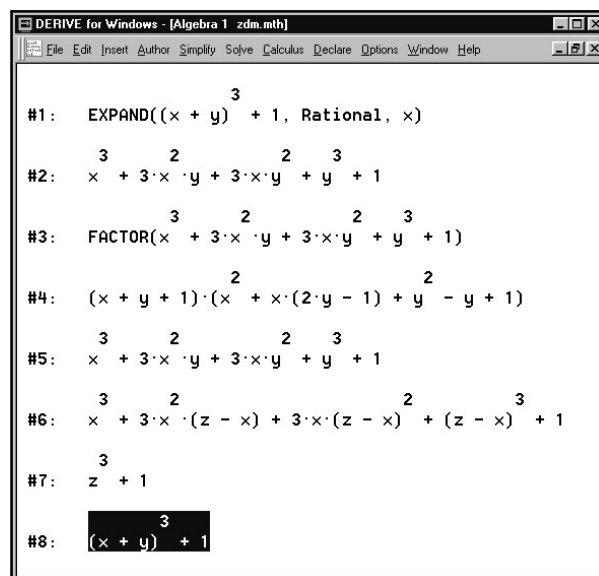 DERIVE for Windows - [Algebra 1 zdm.mth]
File Edit Insert Author Simplify Solve Calculus Declare Options Window Help
#1: EXPAND((x + y)³ + 1, Rational, x)
#2: x³ + 3·x²·y + 3·x·y² + y³ + 1
#3: FACTOR(x³ + 3·x²·y + 3·x·y² + y³ + 1)
#4: (x + y + 1)·(x² + x·(2·y - 1) + y² - y + 1)
#5: x³ + 3·x²·y + 3·x·y² + y³ + 1
#6: x³ + 3·x²·(z - x) + 3·x·(z - x)² + (z - x)³ + 1
#7: z³ + 1
#8: (x + y)³ + 1